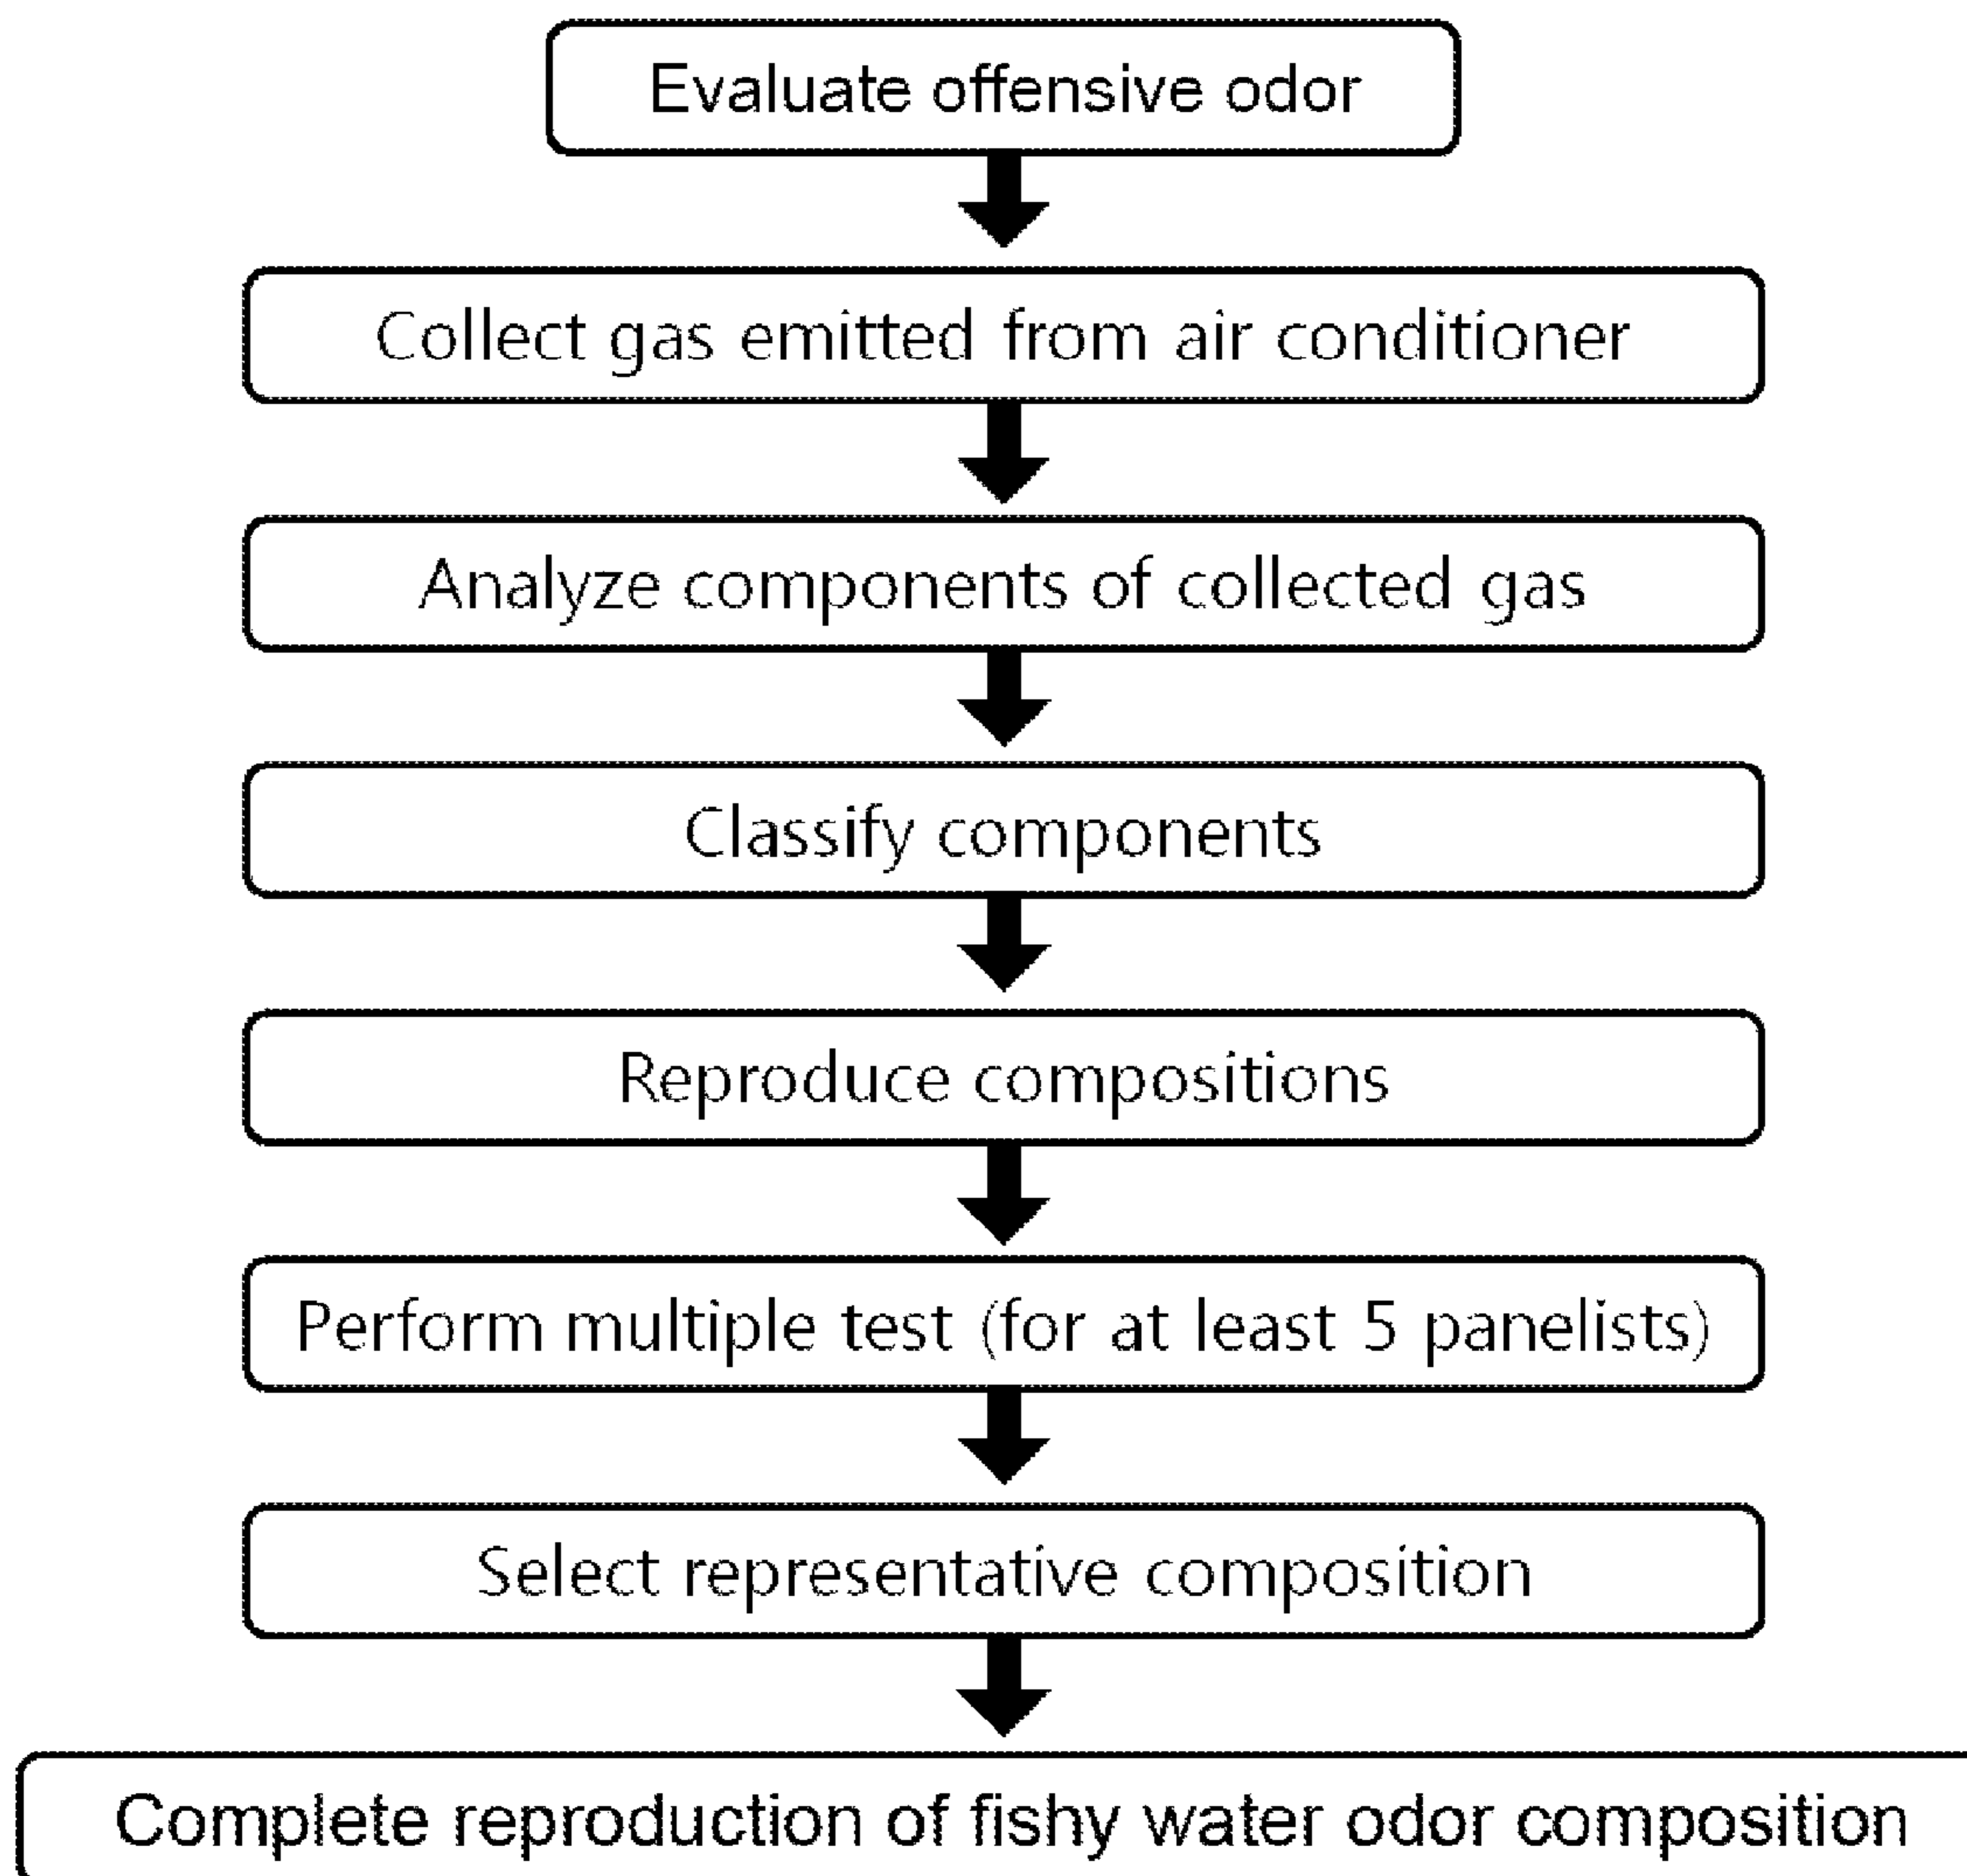 Evaluate offensive odor
Collect gas emitted from air conditioner
Analyze components of collected gas
Classify components
Reproduce compositions
Perform multiple test (for at least 5 panelists)
Select representative composition
Complete reproduction of fishy water odor composition